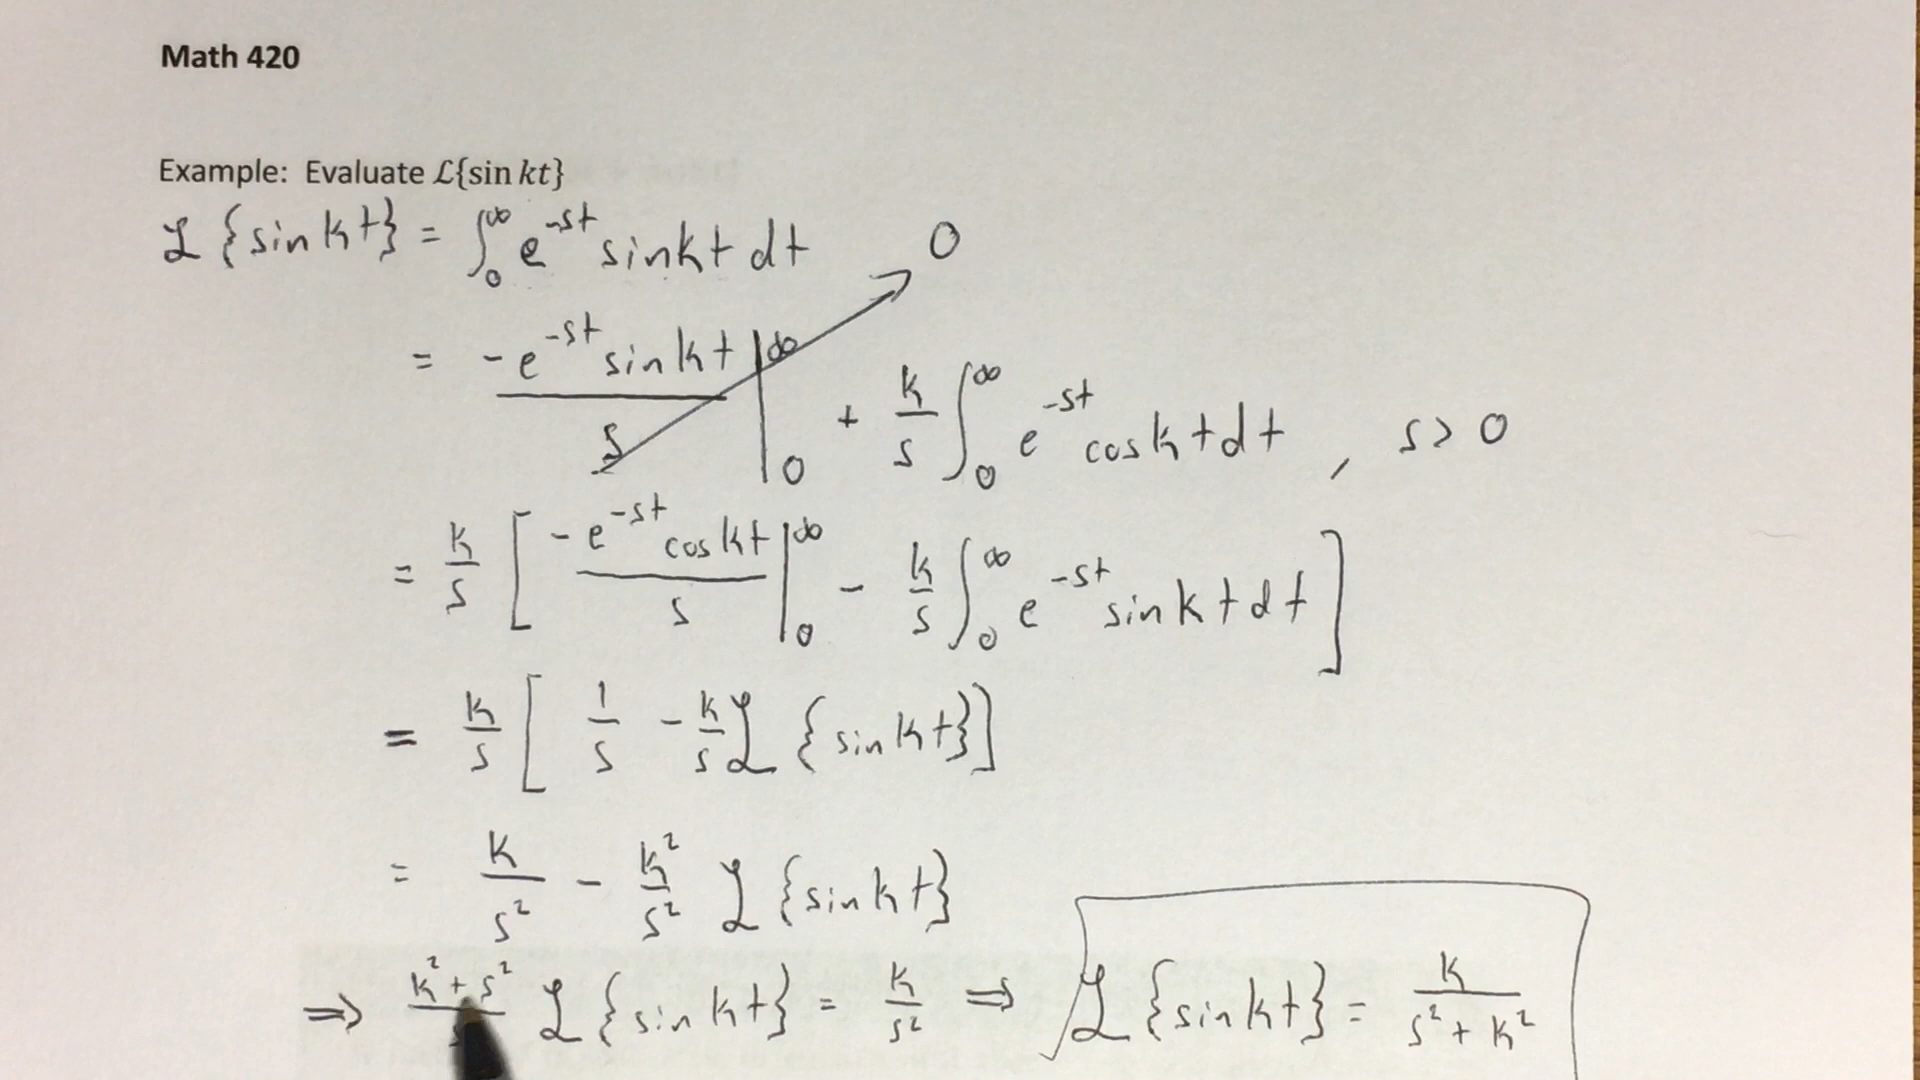 Math 420
Example: Evaluate ℒ{sin kt}
ℒ{sin kt} = ∫₀^∞ e^(-st) sin kt dt
= -e^(-st) sin kt / s |₀^∞ → 0 + k/s ∫₀^∞ e^(-st) cos kt dt , s > 0
= k/s [ -e^(-st) cos kt / s |₀^∞ - k/s ∫₀^∞ e^(-st) sin kt dt ]
= k/s [ 1/s - k/s ℒ{sin kt} ]
= k/s² - k²/s² ℒ{sin kt}
⇒ (k² + s²)/s ℒ{sin kt} = k/s² ⇒ ℒ{sin kt} = k/(s² + k²)